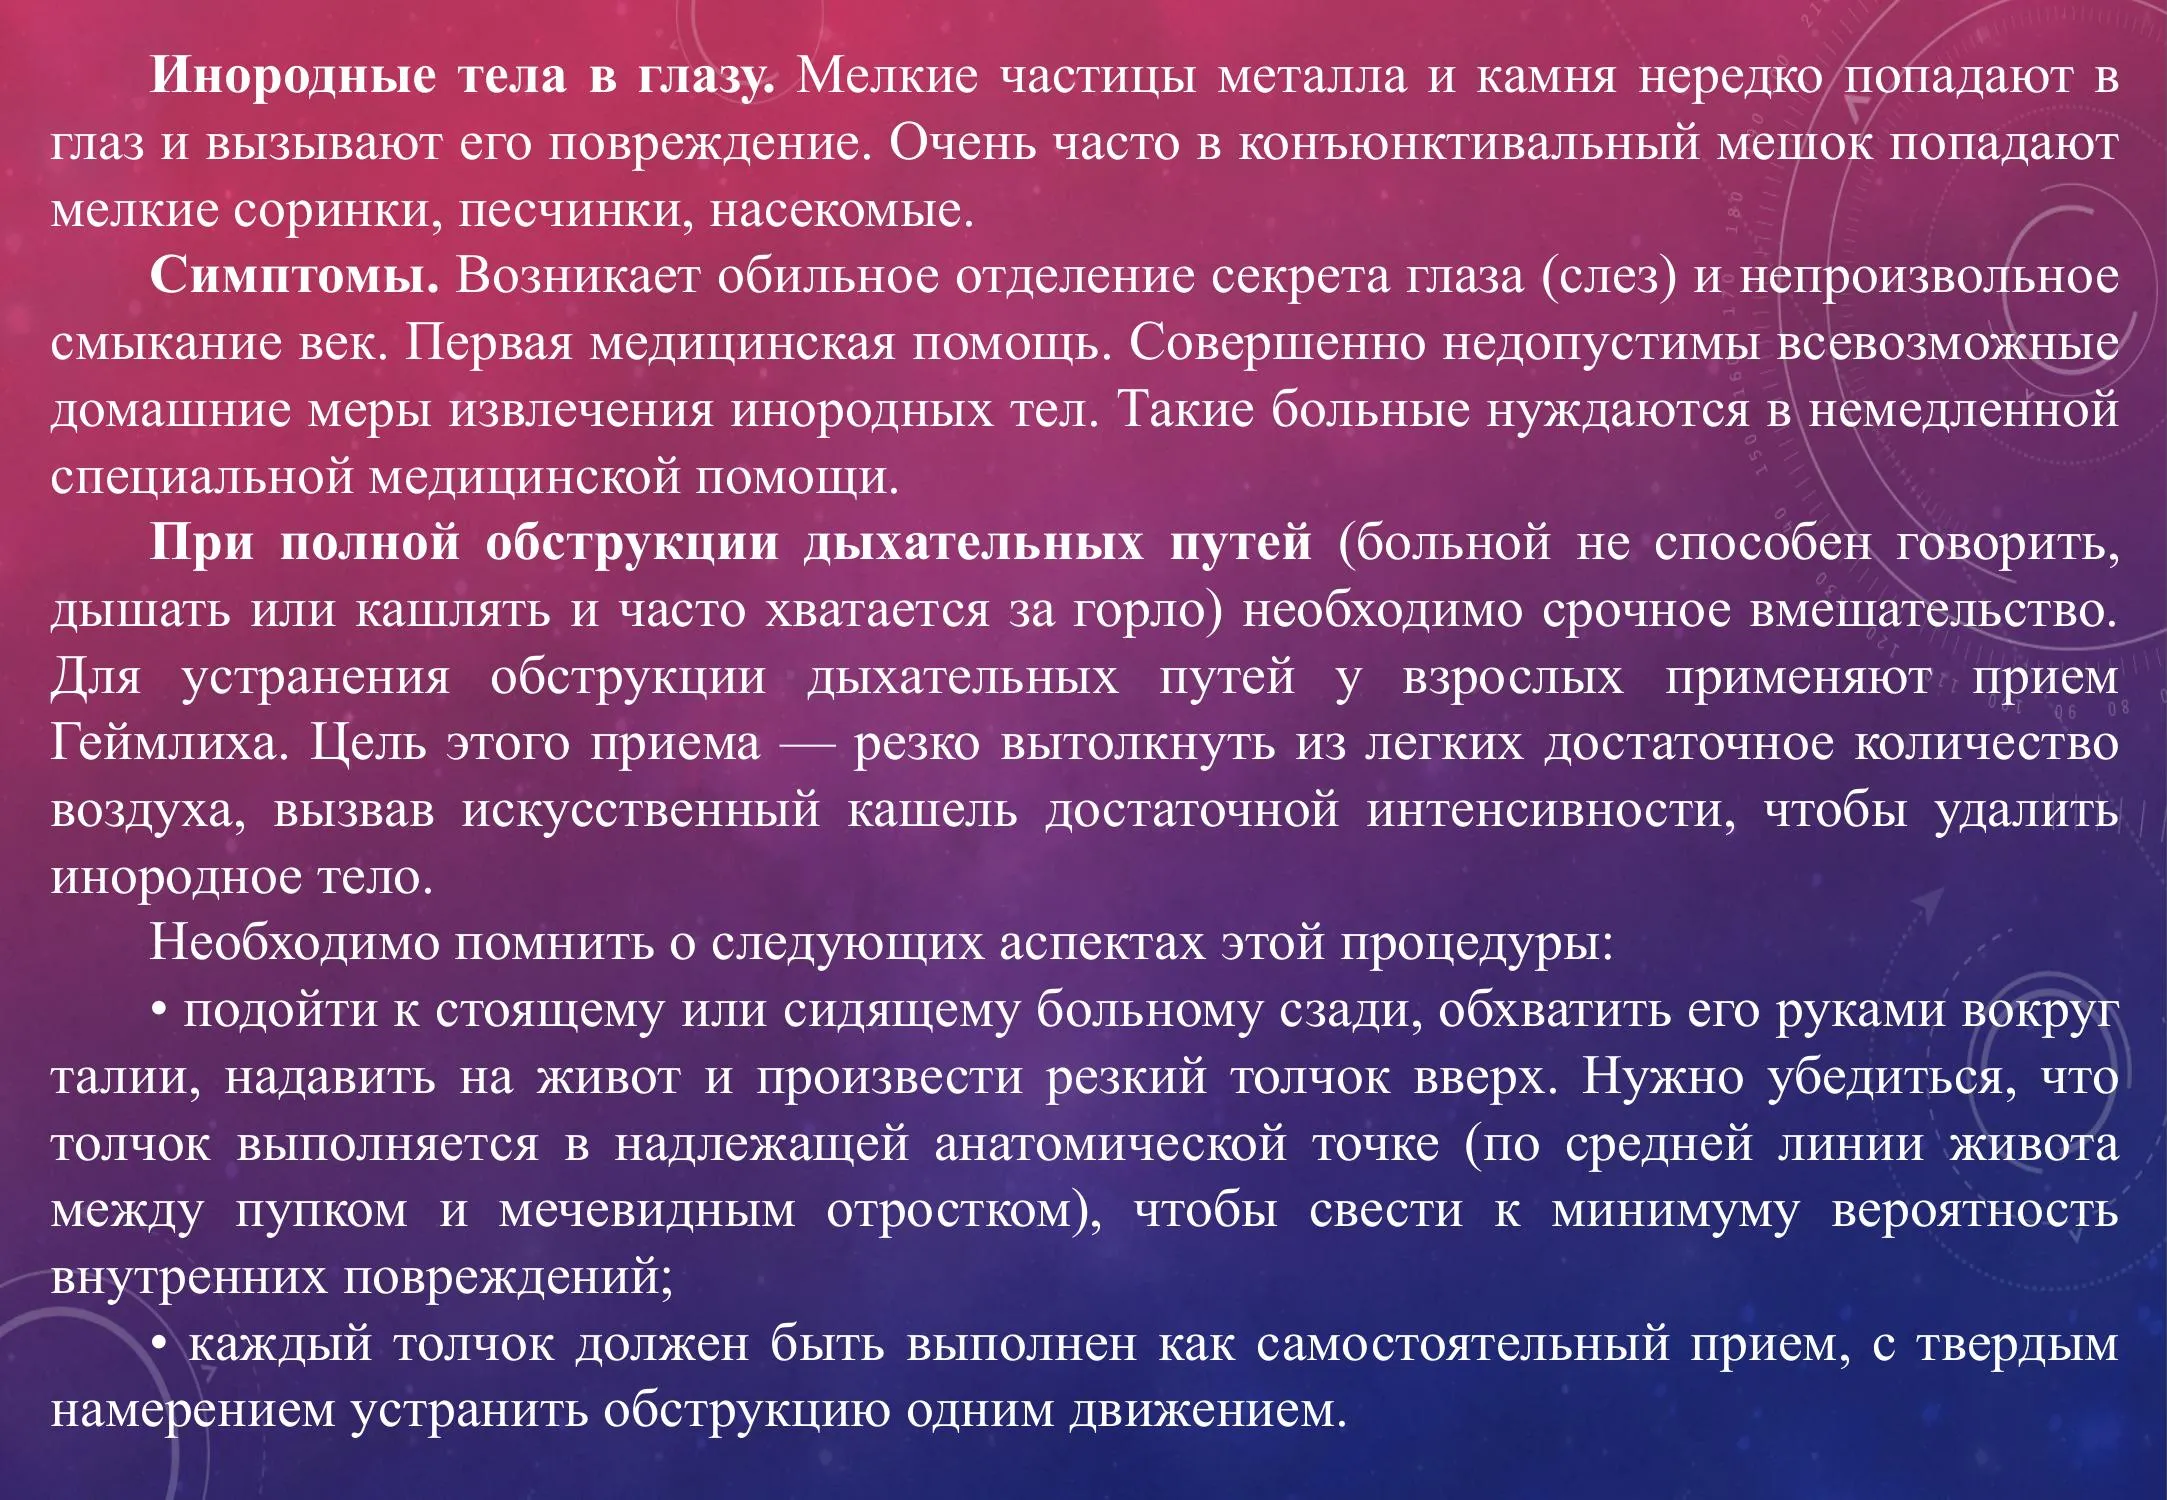 Инородные тела в глазу. Мелкие частицы металла и камня нередко попадают в
глаз и вызывают его повреждение. Очень часто в конъюнктивальный мешок попадают
мелкие соринки, песчинки, насекомые.
Симптомы. Возникает обильное отделение секрета глаза (слез) и непроизвольное
смыкание век. Первая медицинская помощь. Совершенно недопустимы всевозможные
домашние меры извлечения инородных тел. Такие больные нуждаются в немедленной
специальной медицинской помощи.
При полной обструкции дыхательных путей (больной не способен говорить,
дышать или кашлять и часто хватается за горло) необходимо срочное вмешательство.
Для устранения обструкции дыхательных путей у взрослых применяют прием
Геймлиха. Цель этого приема — резко вытолкнуть из легких достаточное количество
воздуха, вызвав искусственный кашель достаточной интенсивности, чтобы удалить
инородное тело.
Необходимо помнить о следующих аспектах этой процедуры:
• подойти к стоящему или сидящему больному сзади, обхватить его руками вокруг
талии, надавить на живот и произвести резкий толчок вверх. Нужно убедиться, что
толчок выполняется в надлежащей анатомической точке (по средней линии живота
между пупком и мечевидным отростком), чтобы свести к минимуму вероятность
внутренних повреждений;
• каждый толчок должен быть выполнен как самостоятельный прием, с твердым
намерением устранить обструкцию одним движением.